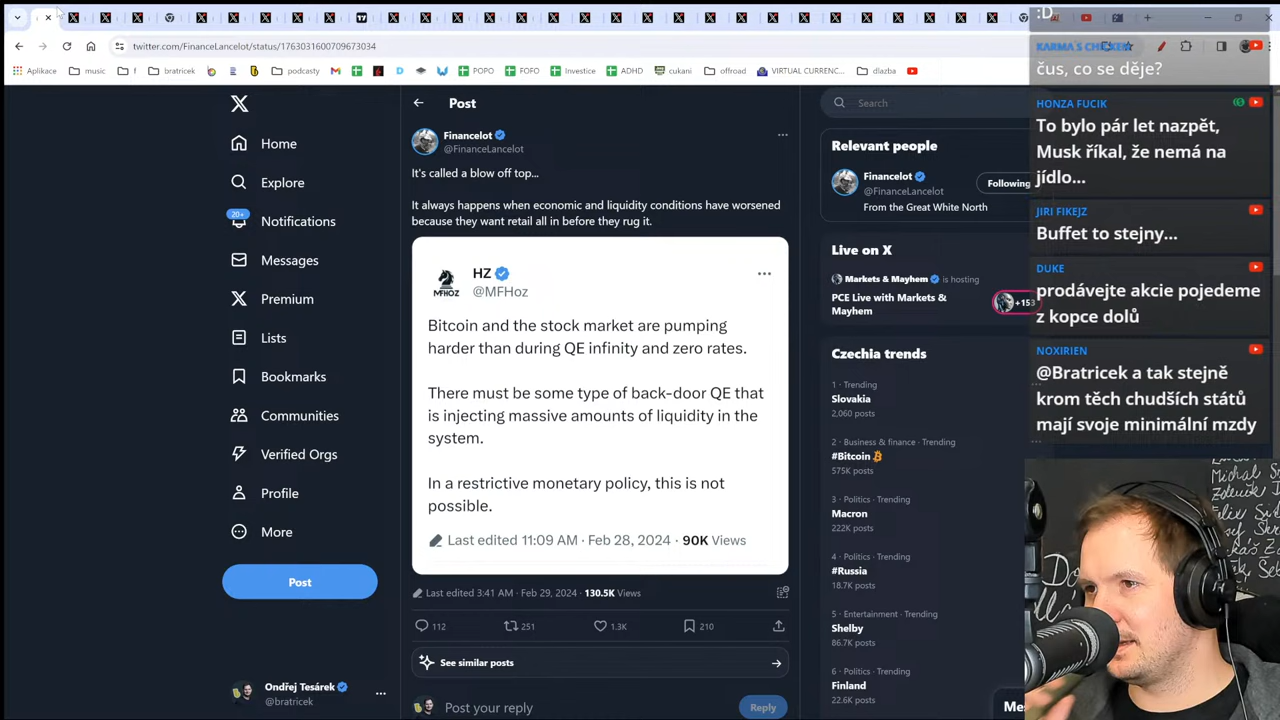 twitter.com/FinanceLancelot/status/1763031600709673034
Aplikace
music
f
bratricek
podcasty
POPO
FOFO
Investice
ADHD
cukani
offroad
VIRTUAL CURRENC...
dlazba
Home
Explore
20+
Notifications
Messages
Premium
Lists
Bookmarks
Communities
Verified Orgs
Profile
More
Post
Ondřej Tesárek
@bratricek
Post
Financelot
@FinanceLancelot
It's called a blow off top...
It always happens when economic and liquidity conditions have worsened
because they want retail all in before they rug it.
HZ
@MFHoz
MFHOZ
Bitcoin and the stock market are pumping
harder than during QE infinity and zero rates.
There must be some type of back-door QE that
is injecting massive amounts of liquidity in the
system.
In a restrictive monetary policy, this is not
possible.
Last edited 11:09 AM · Feb 28, 2024 · 90K Views
Last edited 3:41 AM · Feb 29, 2024 · 130.5K Views
112
251
1.3K
210
See similar posts
Post your reply
Reply
Search
Relevant people
Financelot
@FinanceLancelot
Following
From the Great White North
Live on X
Markets & Mayhem is hosting
PCE Live with Markets &
Mayhem
+153
Czechia trends
1 · Trending
Slovakia
2,060 posts
2 · Business & finance · Trending
#Bitcoin
575K posts
3 · Politics · Trending
Macron
222K posts
4 · Politics · Trending
#Russia
18.7K posts
5 · Entertainment · Trending
Shelby
86.7K posts
6 · Politics · Trending
Finland
22.6K posts
:D
KARMA'S CHICKEN
čus, co se děje?
HONZA FUCIK
To bylo pár let nazpět,
Musk říkal, že nemá na
jídlo...
JIRI FIKEJZ
Buffet to stejny...
DUKE
prodávejte akcie pojedeme
z kopce dolů
NOXIRIEN
@Bratricek a tak stejně
krom těch chudších států
mají svoje minimální mzdy
Michal
Zdeněk